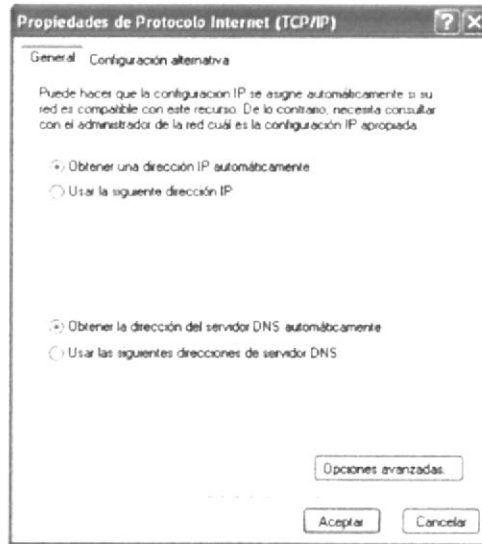 Propiedades de Protocolo Internet (TCP/IP)
General Configuración alternativa
Puede hacer que la configuración IP se asigne automáticamente si su
red es compatible con este recurso. De lo contrario, necesita consultar
con el administrador de la red cuál es la configuración IP apropiada
Obtener una dirección IP automáticamente
Usar la siguiente dirección IP
Obtener la dirección del servidor DNS automáticamente
Usar las siguientes direcciones de servidor DNS
Opciones avanzadas.
Aceptar Cancelar